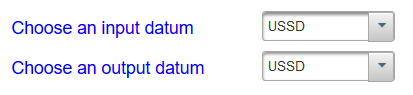 Choose an input datum USSD
Choose an output datum USSD